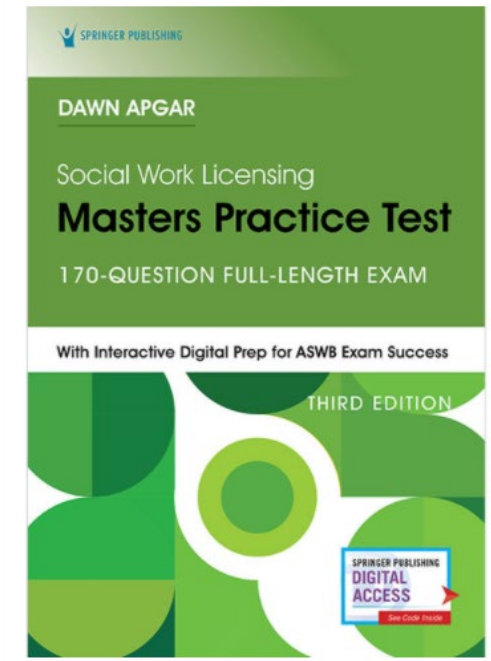 SPRINGER PUBLISHING
DAWN APGAR
Social Work Licensing
Masters Practice Test
170-QUESTION FULL-LENGTH EXAM
With Interactive Digital Prep for ASWB Exam Success
THIRD EDITION
SPRINGER PUBLISHING
DIGITAL
ACCESS
See Code Inside